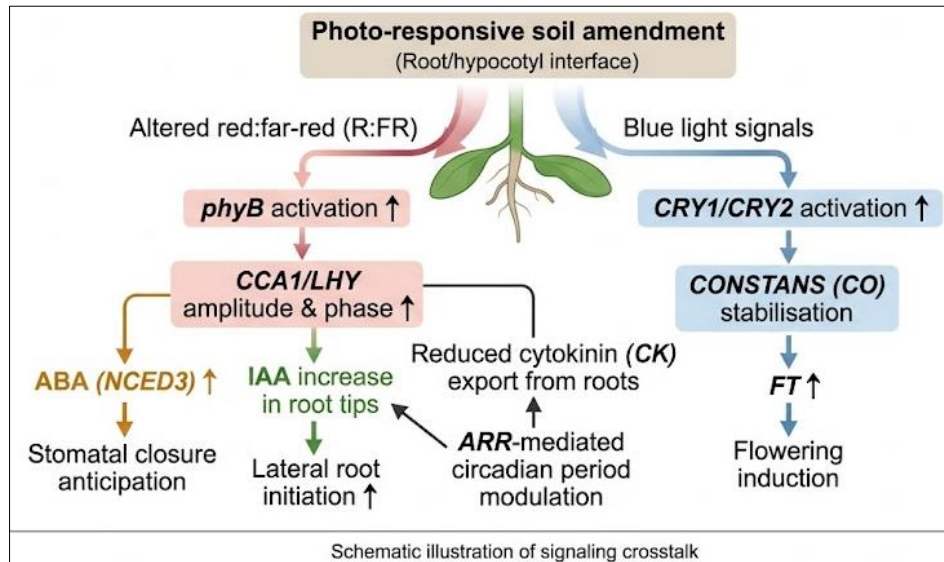 Photo-responsive soil amendment
(Root/hypocotyl interface)
Altered red:far-red (R:FR)
Blue light signals
phyB activation ↑
CRY1/CRY2 activation ↑
CCA1/LHY
amplitude & phase ↑
CONSTANS (CO)
stabilisation
ABA (NCED3) ↑
IAA increase
in root tips
Reduced cytokinin (CK)
export from roots
FT ↑
Stomatal closure
anticipation
Lateral root
initiation ↑
ARR-mediated
circadian period
modulation
Flowering
induction
Schematic illustration of signaling crosstalk